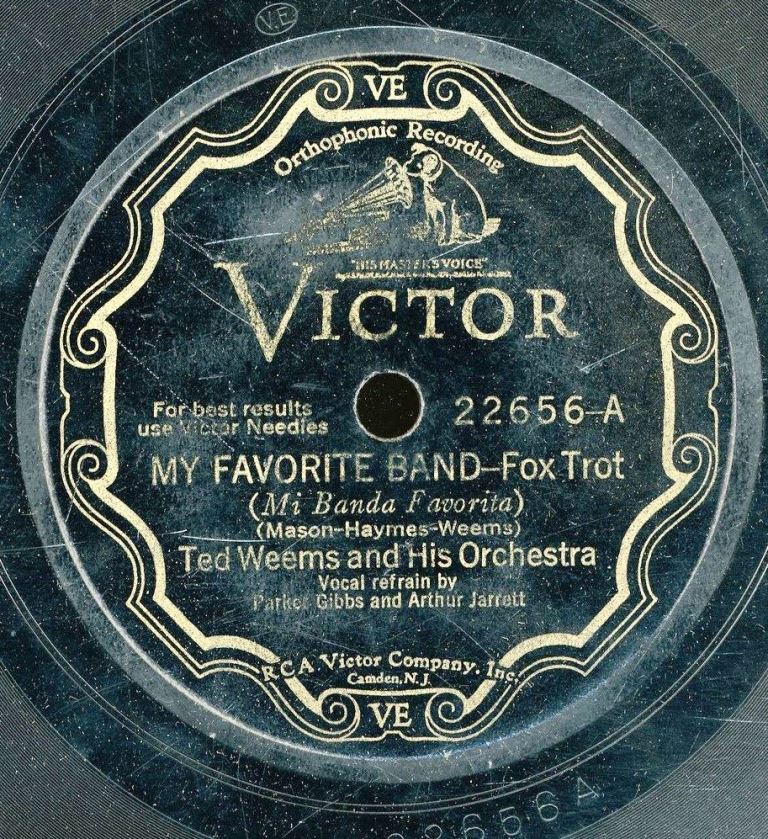 VE
VE
Orthophonic Recording
"HIS MASTER'S VOICE"
VICTOR
For best results
use Victor Needles
22656-A
MY FAVORITE BAND-Fox Trot
(Mi Banda Favorita)
(Mason-Haymes-Weems)
Ted Weems and His Orchestra
Vocal refrain by
Parker Gibbs and Arthur Jarrett
RCA Victor Company, Inc.
Camden, N.J.
VE
22656 A